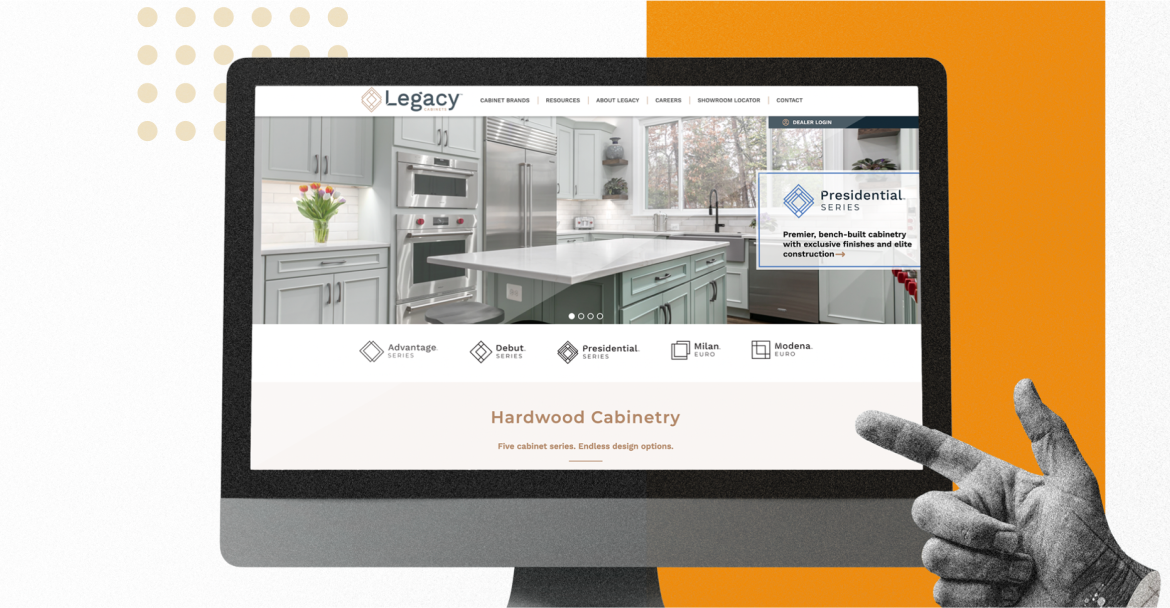 Legacy
CABINETS
CABINET BRANDS
RESOURCES
ABOUT LEGACY
CAREERS
SHOWROOM LOCATOR
CONTACT
DEALER LOGIN
Presidential
SERIES
Premier, bench-built cabinetry
with exclusive finishes and elite
construction→
Advantage
SERIES
Debut
SERIES
Presidential
SERIES
Milan
EURO
Modena
EURO
Hardwood Cabinetry
Five cabinet series. Endless design options.